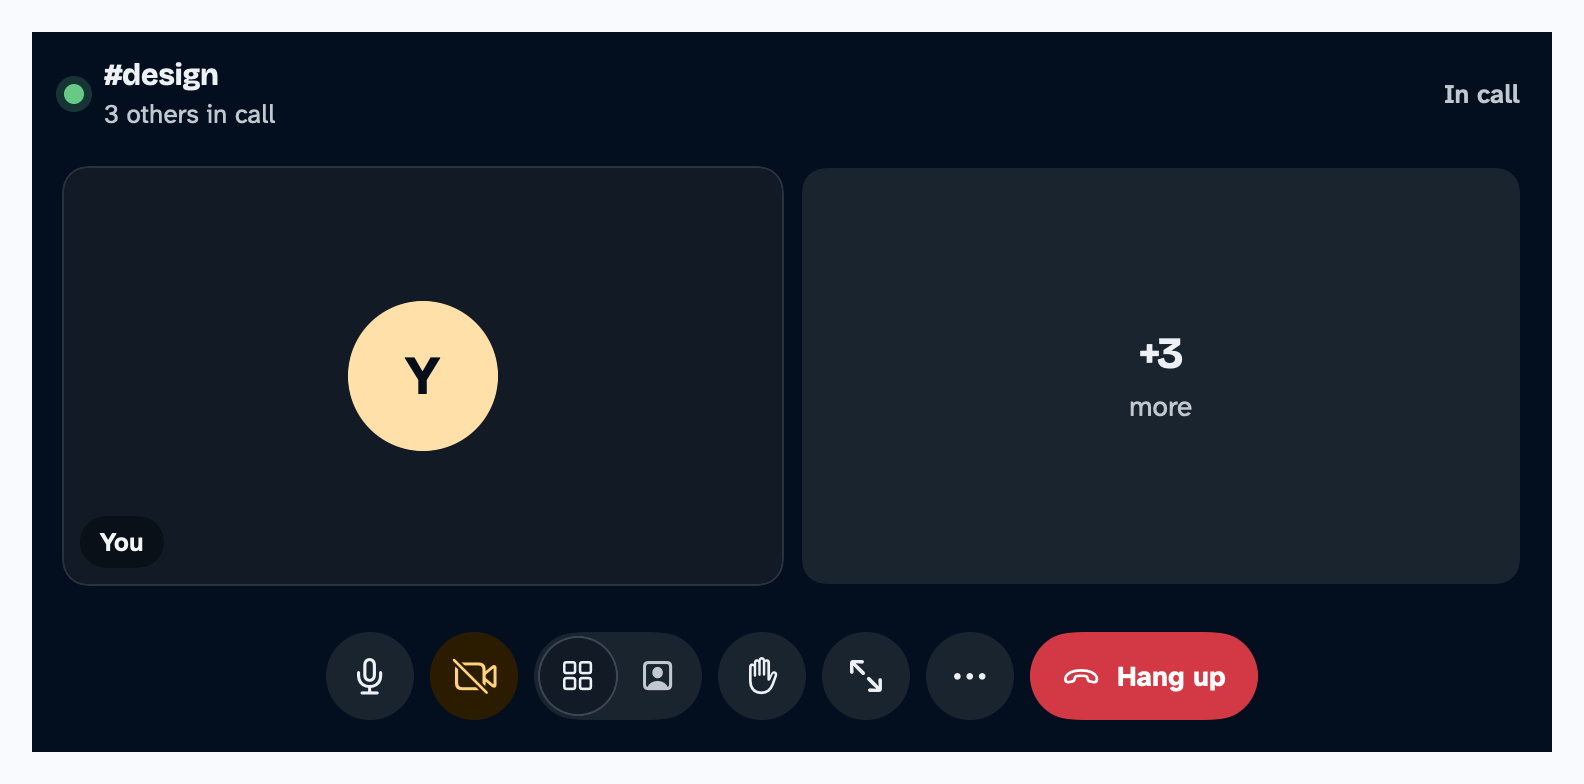 #design
3 others in call
In call
Y
You
+3
more
Hang up